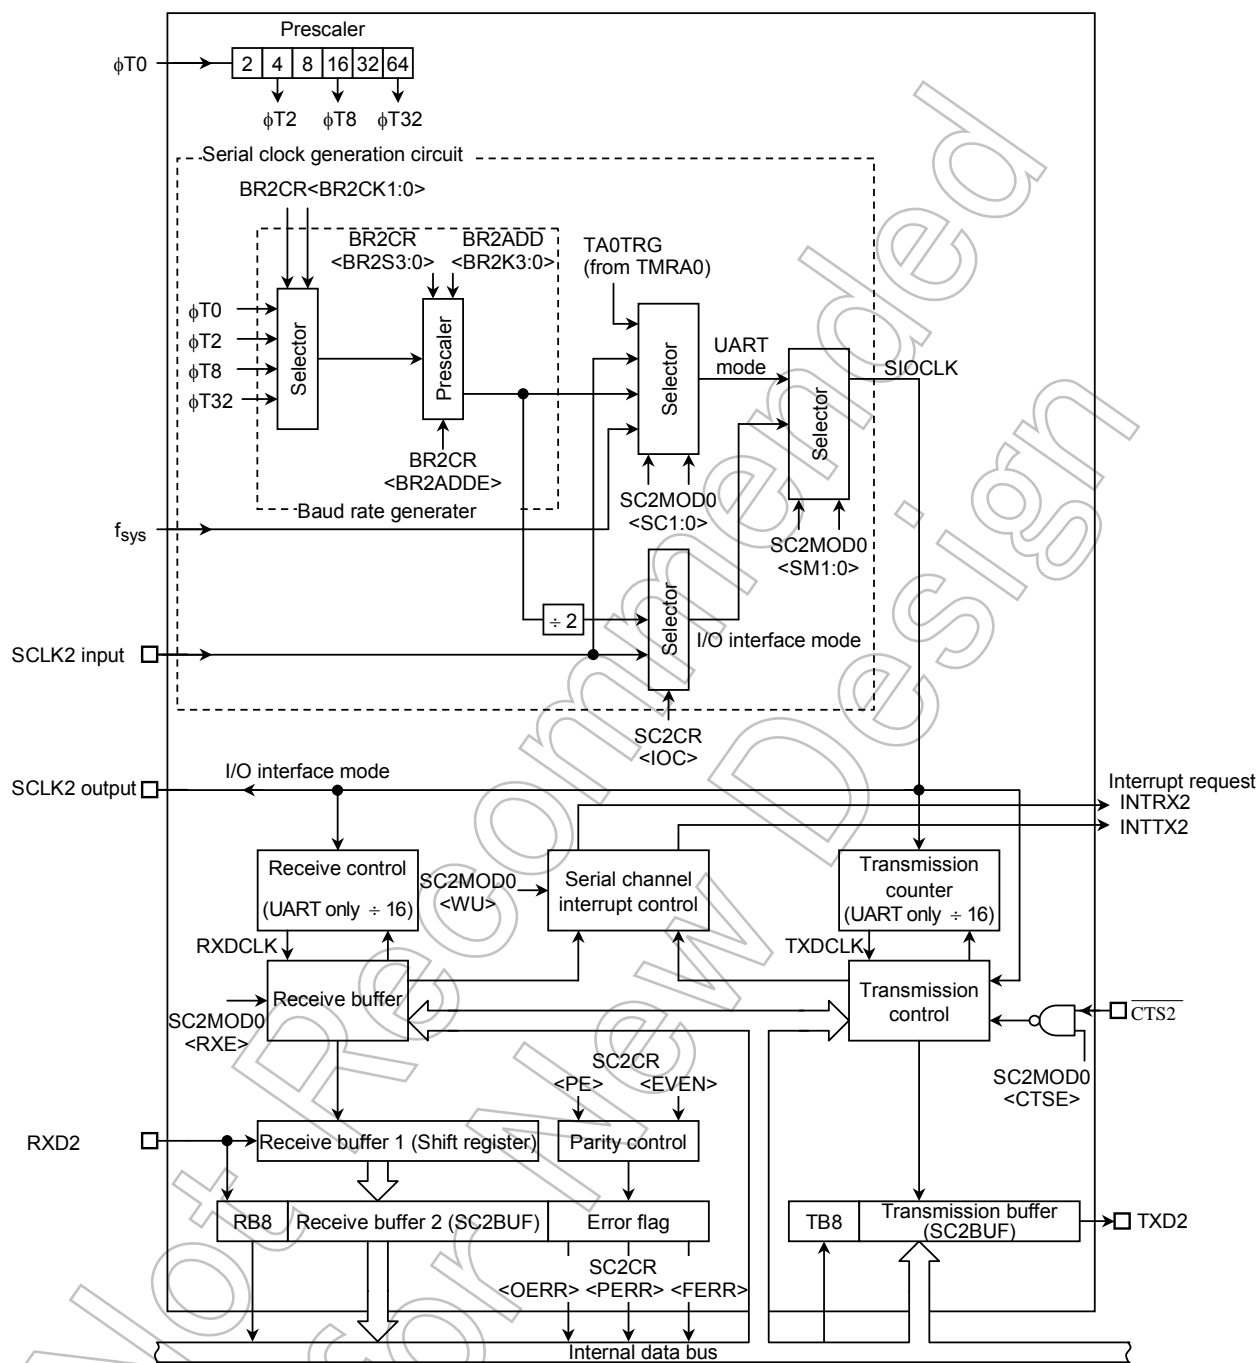 Prescaler
ϕT0
2 4 8 16 32 64
ϕT2 ϕT8 ϕT32
Serial clock generation circuit
BR2CR<BR2CK1:0>
BR2CR
<BR2S3:0>
BR2ADD
<BR2K3:0>
TA0TRG
(from TMRA0)
ϕT0
ϕT2
ϕT8
ϕT32
Selector
Prescaler
Selector
UART
mode
Selector
SIOCLK
BR2CR
<BR2ADDE>
Baud rate generater
SC2MOD0
<SC1:0>
SC2MOD0
<SM1:0>
fSYS
÷ 2
Selector
I/O interface mode
SCLK2 input
SC2CR
<IOC>
SCLK2 output
I/O interface mode
Interrupt request
INTRX2
INTTX2
Receive control
(UART only ÷ 16)
SC2MOD0
<WU>
Serial channel
interrupt control
Transmission
counter
(UART only ÷ 16)
RXDCLK
TXDCLK
Receive buffer
SC2MOD0
<RXE>
Transmission
control
CTS2
SC2MOD0
<CTSE>
SC2CR
<PE> <EVEN>
RXD2
Receive buffer 1 (Shift register)
Parity control
RB8
Receive buffer 2 (SC2BUF)
Error flag
TB8
Transmission buffer
(SC2BUF)
TXD2
SC2CR
<OERR> <PERR> <FERR>
Internal data bus
Not Recommended
for New Design